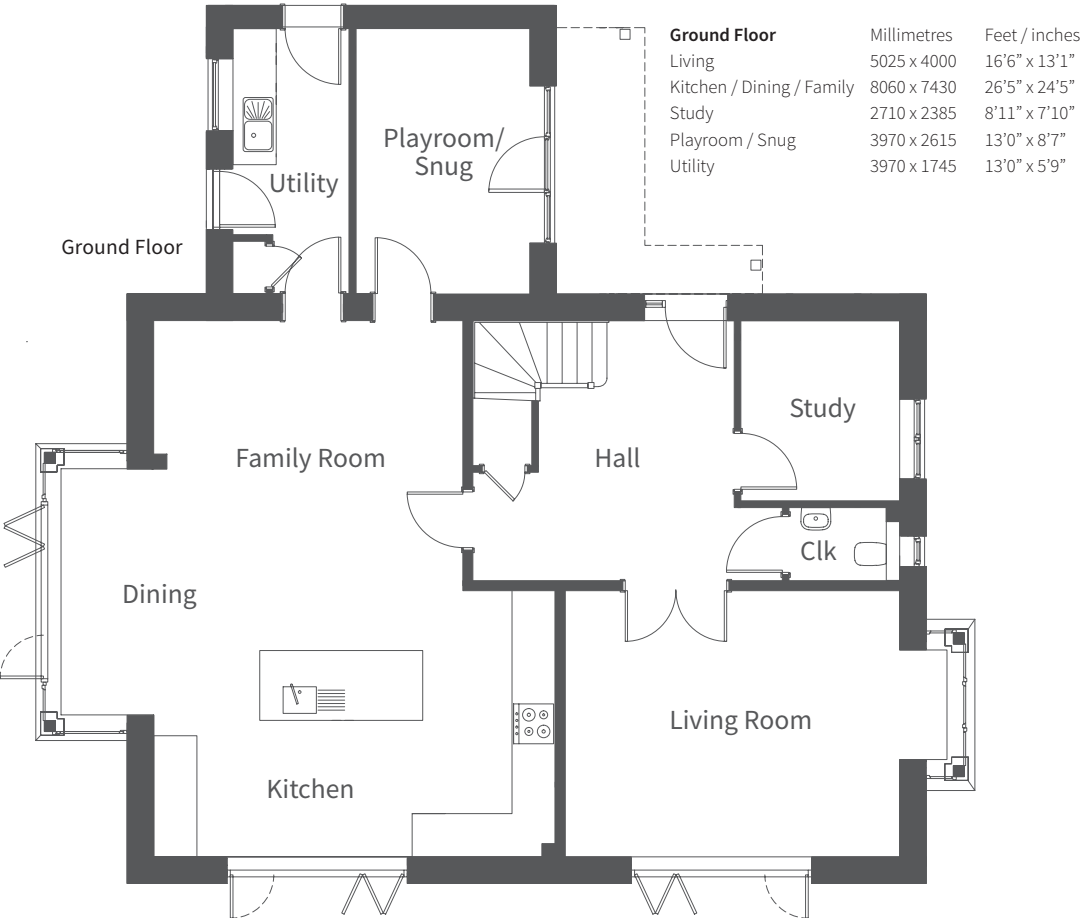 Ground Floor Millimetres Feet / inches
Living 5025 x 4000 16’6” x 13’1”
Kitchen / Dining / Family 8060 x 7430 26’5” x 24’5”
Study 2710 x 2385 8’11” x 7’10”
Playroom / Snug 3970 x 2615 13’0” x 8’7”
Utility 3970 x 1745 13’0” x 5’9”
Playroom/
Snug
Utility
Ground Floor
Study
Family Room
Hall
Clk
Dining
Living Room
Kitchen